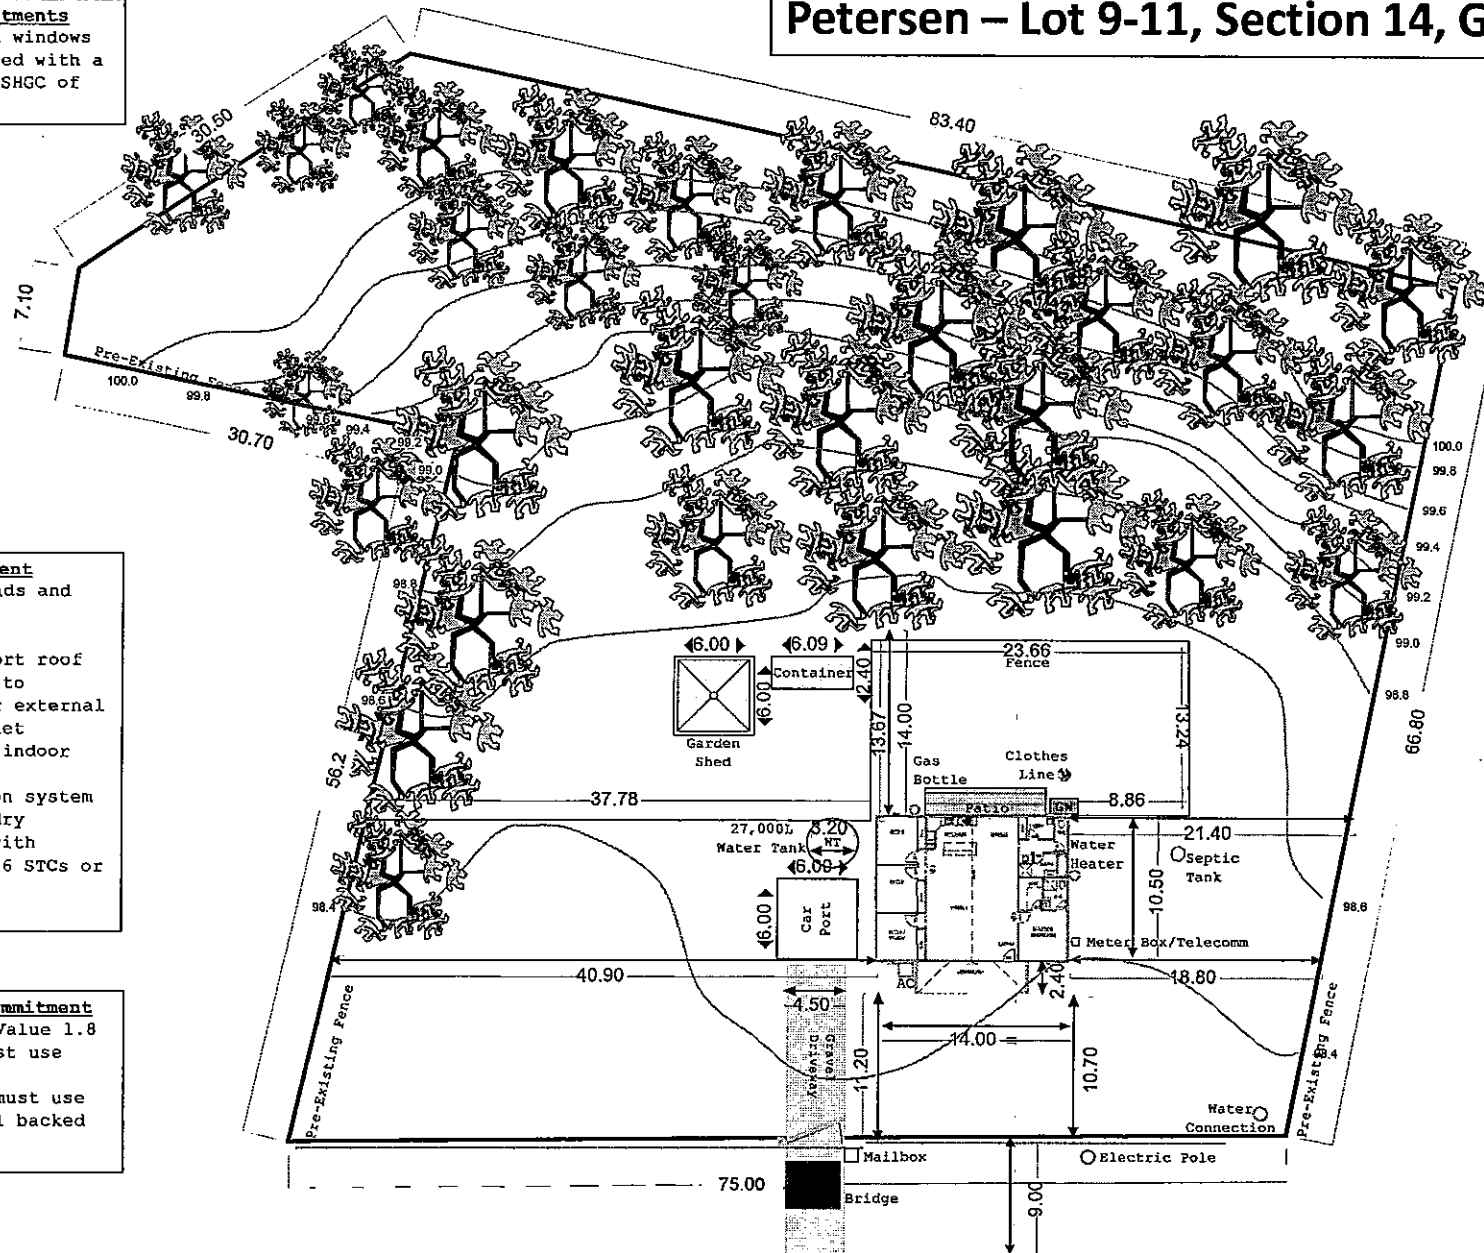 tments
windows
ed with a
SHGC of
Petersen – Lot 9-11, Section 14, G
30.50
83.40
7.10
Pre-Existing
100.0
99.8
99.4
99.2
99.0
30.70
100.0
99.8
99.6
99.4
99.2
99.0
98.8
66.80
98.8
98.6
56.2
98.4
ent
ds and
ort roof
to
r external
let
indoor
on system
dry
with
6 STCs or
6.00
6.09
Container
2.40
6.00
Garden
Shed
23.66
Fence
13.67
14.00
13.24
Gas
Bottle
Clothes
Line
Patio
8.86
37.78
27,000L
Water Tank
3.20
WT
6.00
21.40
Water
Heater
Septic
Tank
10.50
98.6
6.00
Car
Port
Meter Box/Telecomm
40.90
AC
2.40
18.80
4.50
Gravel
Driveway
14.00
11.20
10.70
Pre-Existing Fence
Pre-Existing Fence
mmitment
Value 1.8
st use
must use
l backed
Water
Connection
Mailbox
Electric Pole
75.00
Bridge
9.00